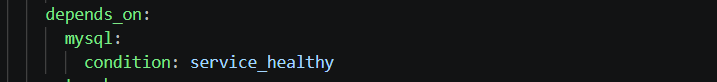 depends_on:
mysql:
condition: service_healthy